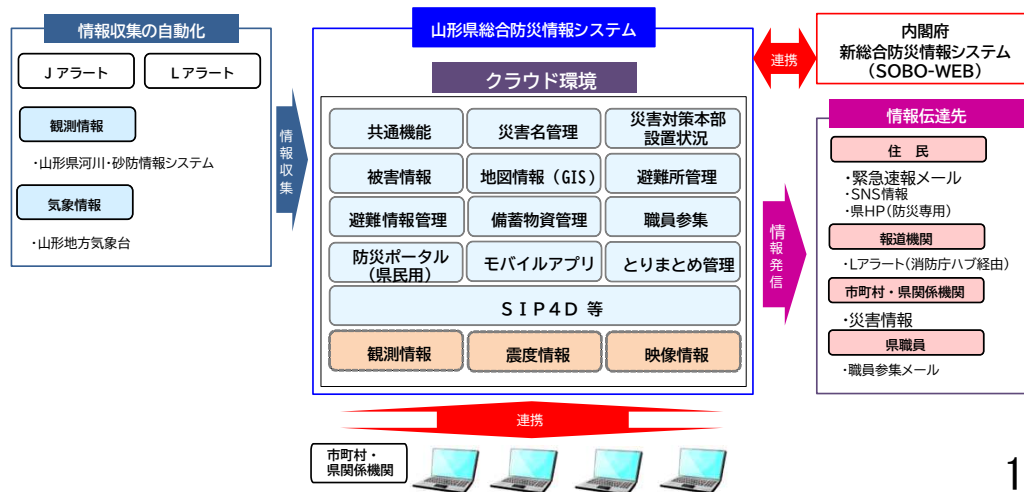 情報収集の自動化
Jアラート
Lアラート
観測情報
・山形県河川・砂防情報システム
気象情報
・山形地方気象台
情報収集
山形県総合防災情報システム
クラウド環境
共通機能
災害名管理
災害対策本部
設置状況
被害情報
地図情報（GIS）
避難所管理
避難情報管理
備蓄物資管理
職員参集
防災ポータル
（県民用）
モバイルアプリ
とりまとめ管理
ＳＩＰ４Ｄ 等
観測情報
震度情報
映像情報
連携
内閣府
新総合防災情報システム
（SOBO-WEB）
情報発信
情報伝達先
住 民
・緊急速報メール
・SNS情報
・県HP（防災専用）
報道機関
・Lアラート（消防庁ハブ経由）
市町村・県関係機関
・災害情報
県職員
・職員参集メール
連携
市町村・
県関係機関
1